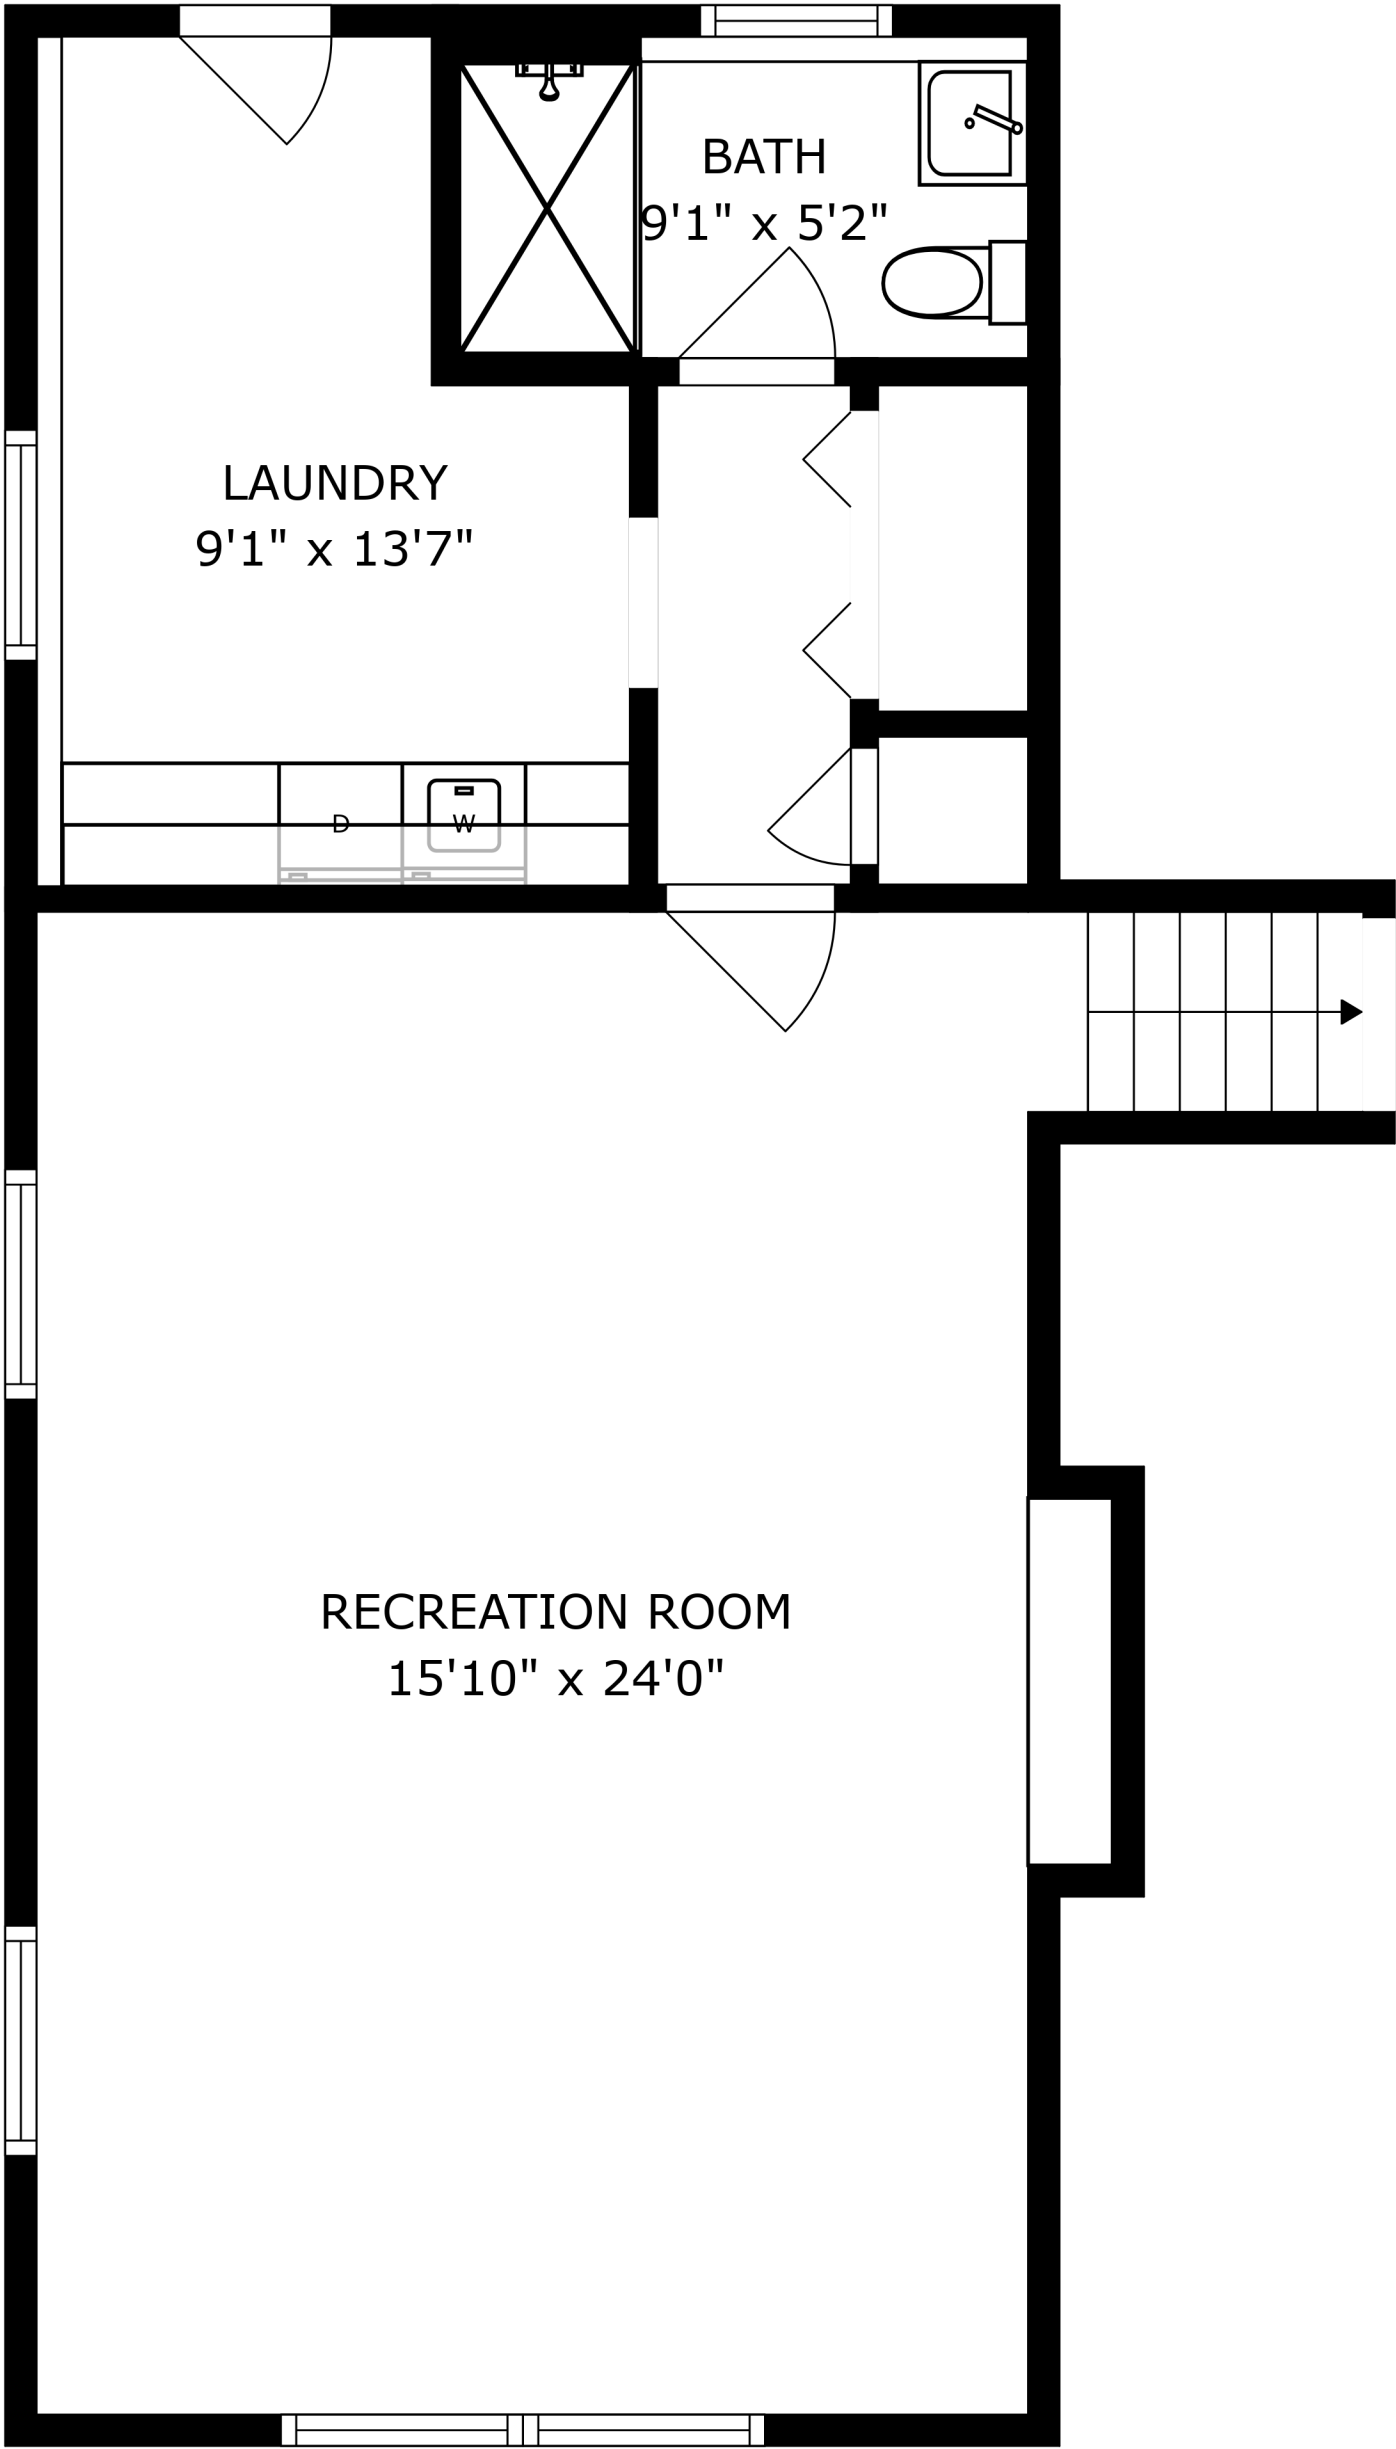 BATH
9'1" x 5'2"
LAUNDRY
9'1" x 13'7"
D
W
RECREATION ROOM
15'10" x 24'0"